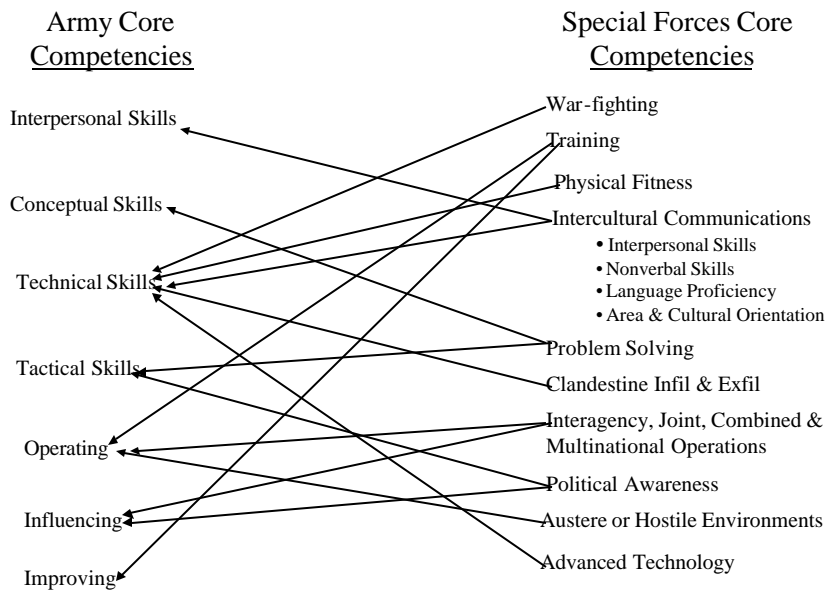 Army Core
Competencies
Interpersonal Skills
Conceptual Skills
Technical Skills
Tactical Skills
Operating
Influencing
Improving
Special Forces Core
Competencies
War-fighting
Training
Physical Fitness
Intercultural Communications
• Interpersonal Skills
• Nonverbal Skills
• Language Proficiency
• Area & Cultural Orientation
Problem Solving
Clandestine Infil & Exfil
Interagency, Joint, Combined &
Multinational Operations
Political Awareness
Austere or Hostile Environments
Advanced Technology